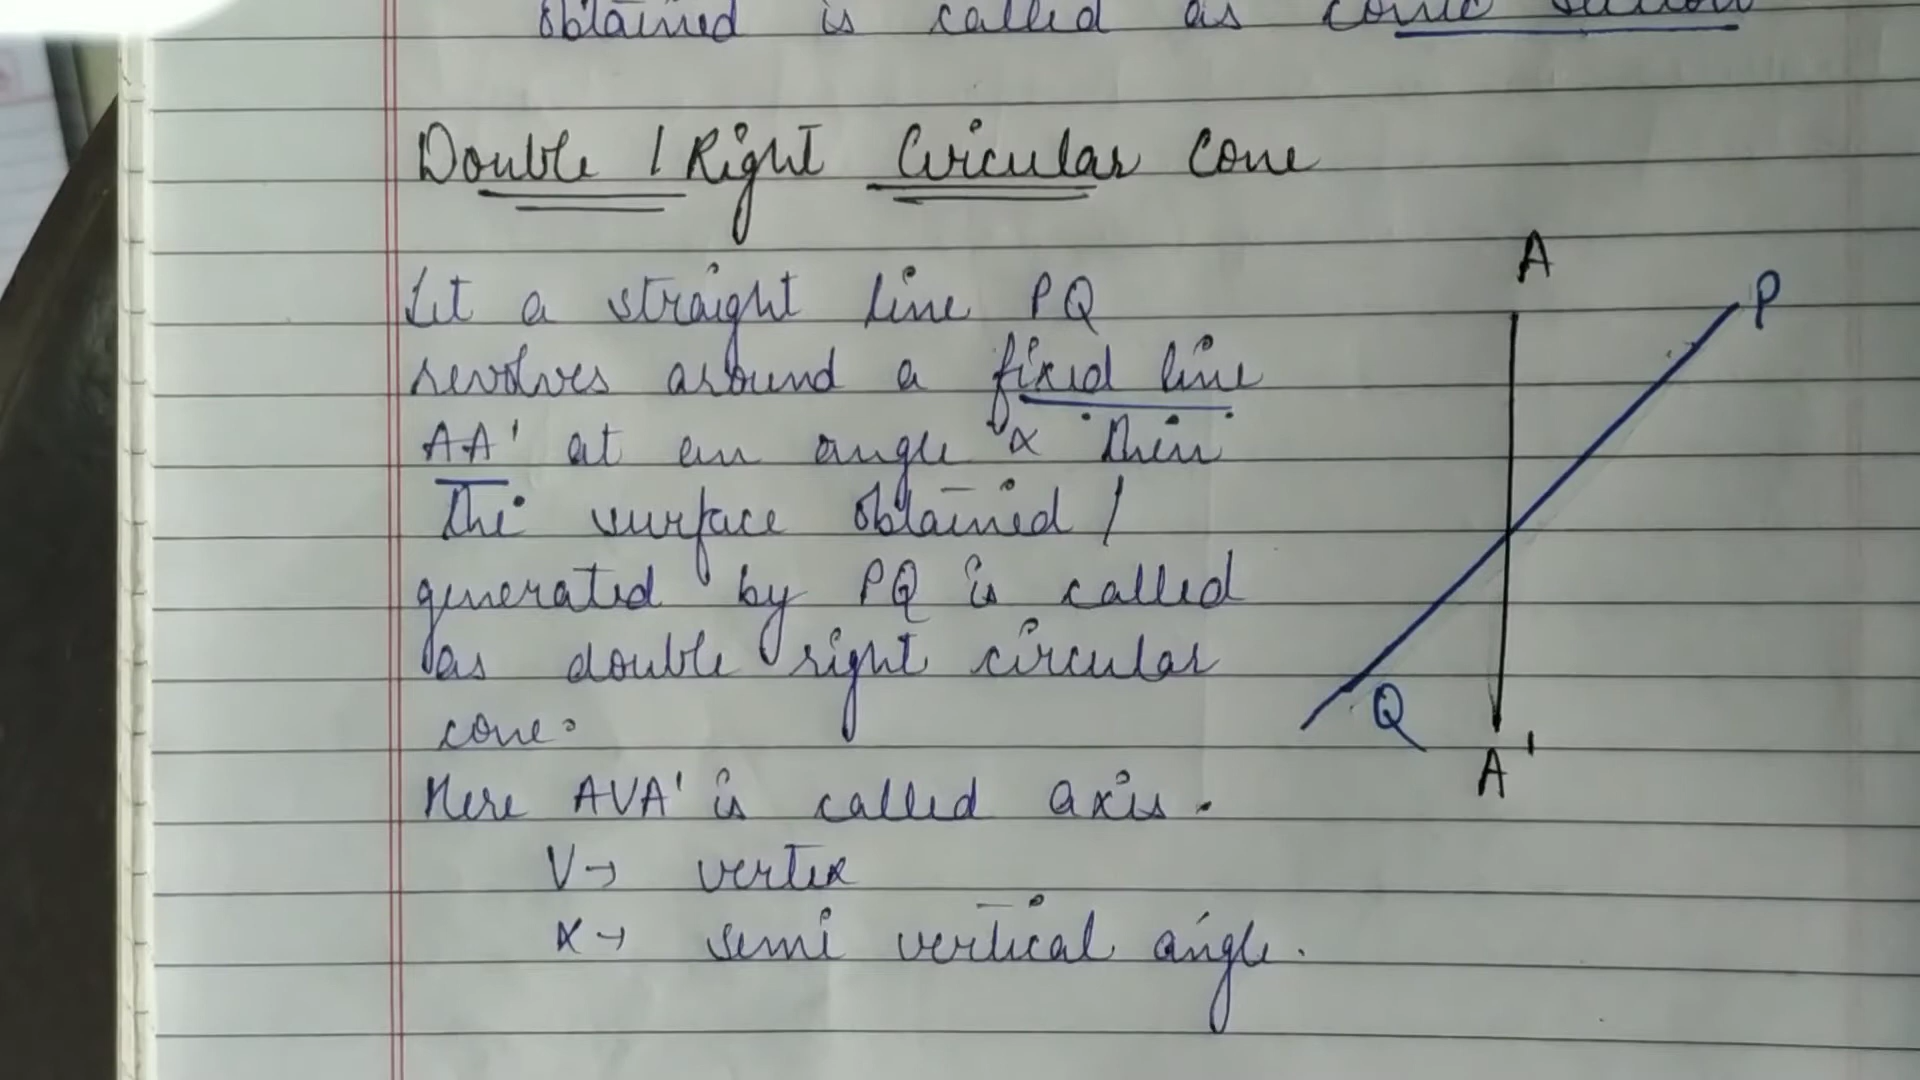 obtained is called as conic section
Double / Right Circular Cone
Let a straight line PQ
revolves around a fixed line
AA' at an angle α then
the surface obtained /
generated by PQ is called
as double right circular
cone.
Here AVA' is called axis.
V→ vertex
α→ semi vertical angle.
A
P
Q
A'